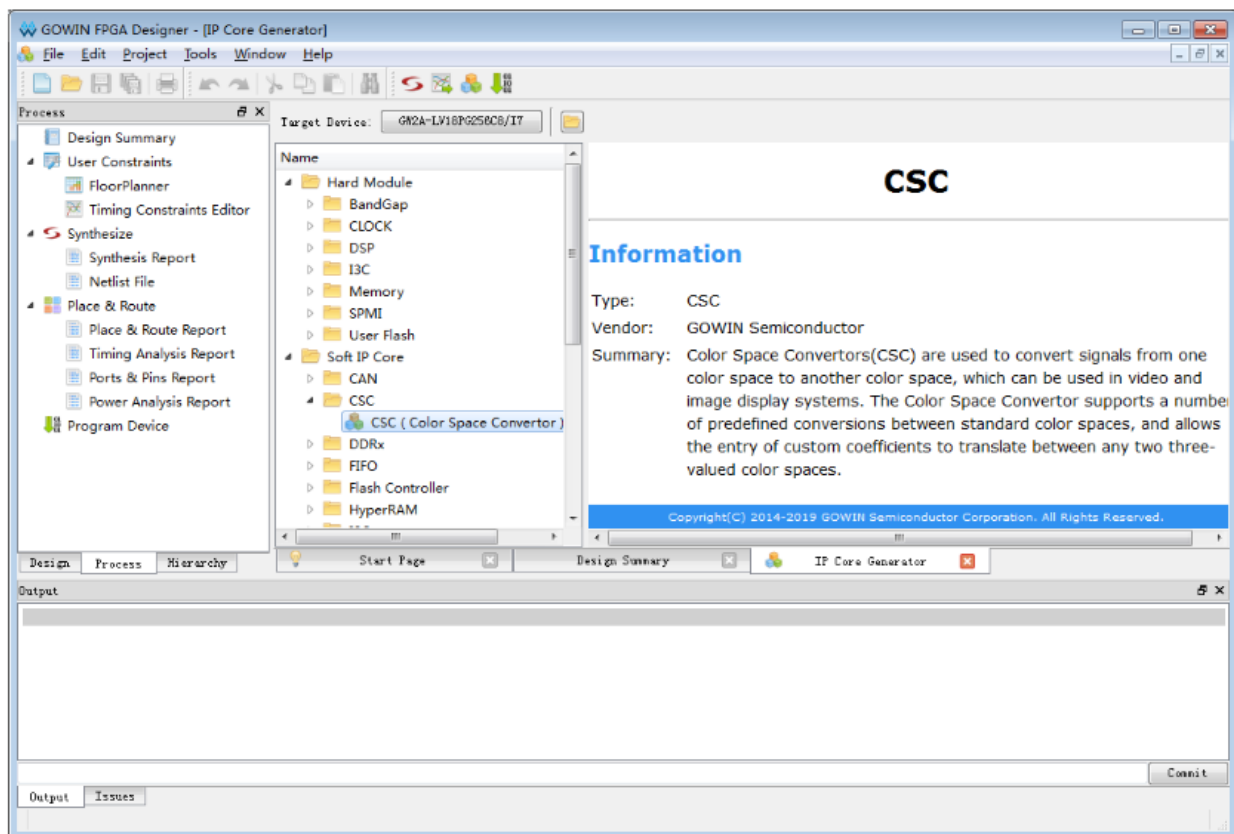 GOWIN FPGA Designer - [IP Core Generator]
File Edit Project Tools Window Help
Process
Design Summary
User Constraints
FloorPlanner
Timing Constraints Editor
Synthesize
Synthesis Report
Netlist File
Place & Route
Place & Route Report
Timing Analysis Report
Ports & Pins Report
Power Analysis Report
Program Device
Design Process Hierarchy
Target Device: GW2A-LV18PG256C8/I7
Name
Hard Module
BandGap
CLOCK
DSP
I3C
Memory
SPMI
User Flash
Soft IP Core
CAN
CSC
CSC ( Color Space Convertor )
DDRx
FIFO
Flash Controller
HyperRAM
CSC
Information
Type: CSC
Vendor: GOWIN Semiconductor
Summary: Color Space Convertors(CSC) are used to convert signals from one
color space to another color space, which can be used in video and
image display systems. The Color Space Convertor supports a number
of predefined conversions between standard color spaces, and allows
the entry of custom coefficients to translate between any two three-
valued color spaces.
Copyright(C) 2014-2019 GOWIN Semiconductor Corporation. All Rights Reserved.
Start Page Design Summary IP Core Generator
Output
Commit
Output Issues